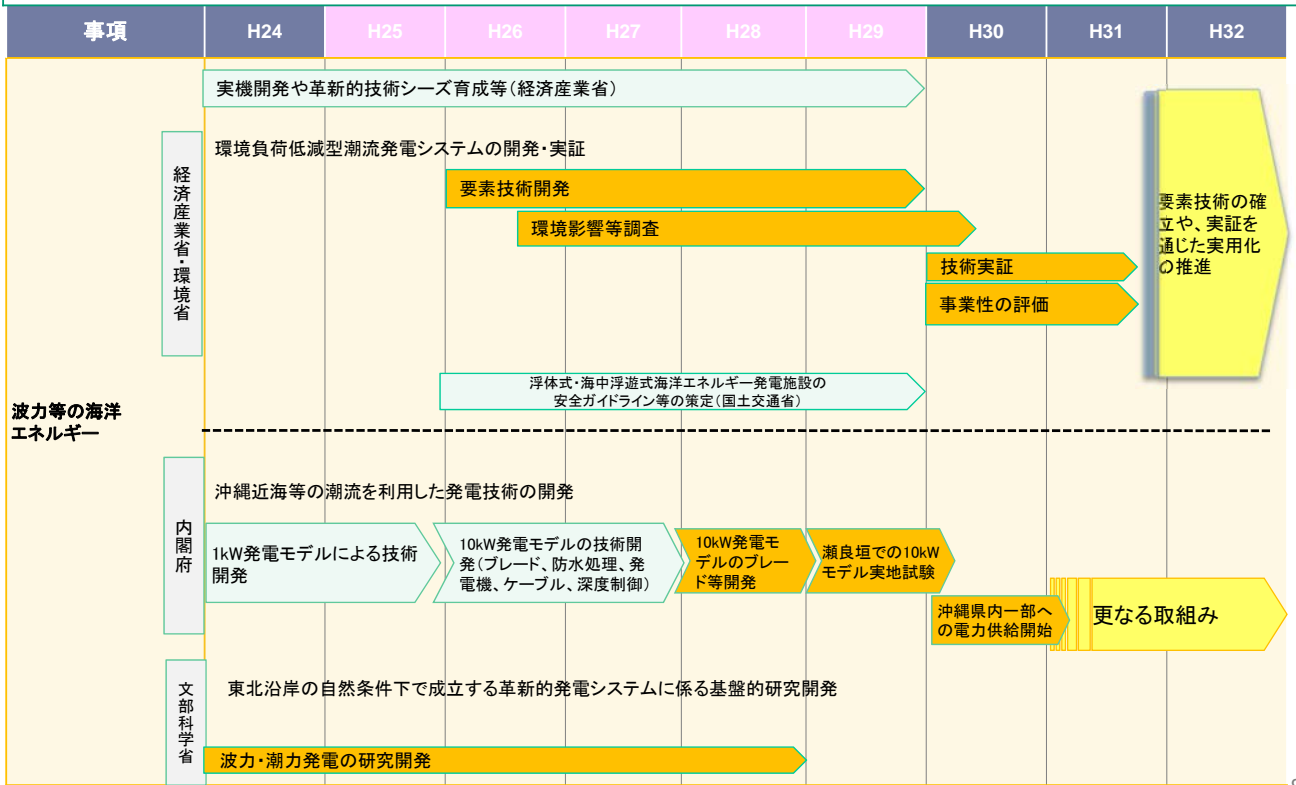 事項
H24
H25
H26
H27
H28
H29
H30
H31
H32
実機開発や革新的技術シーズ育成等(経済産業省)
経済産業省・環境省
環境負荷低減型潮流発電システムの開発・実証
要素技術開発
環境影響等調査
技術実証
事業性の評価
要素技術の確
立や、実証を
通じた実用化
の推進
浮体式・海中浮遊式海洋エネルギー発電施設の
安全ガイドライン等の策定(国土交通省)
波力等の海洋
エネルギー
内閣府
沖縄近海等の潮流を利用した発電技術の開発
1kW発電モデルによる技術
開発
10kW発電モデルの技術開
発(ブレード、防水処理、発
電機、ケーブル、深度制御)
10kW発電モ
デルのブレー
ド等開発
瀬良垣での10kW
モデル実地試験
沖縄県内一部へ
の電力供給開始
更なる取組み
文部科学省
東北沿岸の自然条件下で成立する革新的発電システムに係る基盤的研究開発
波力・潮力発電の研究開発